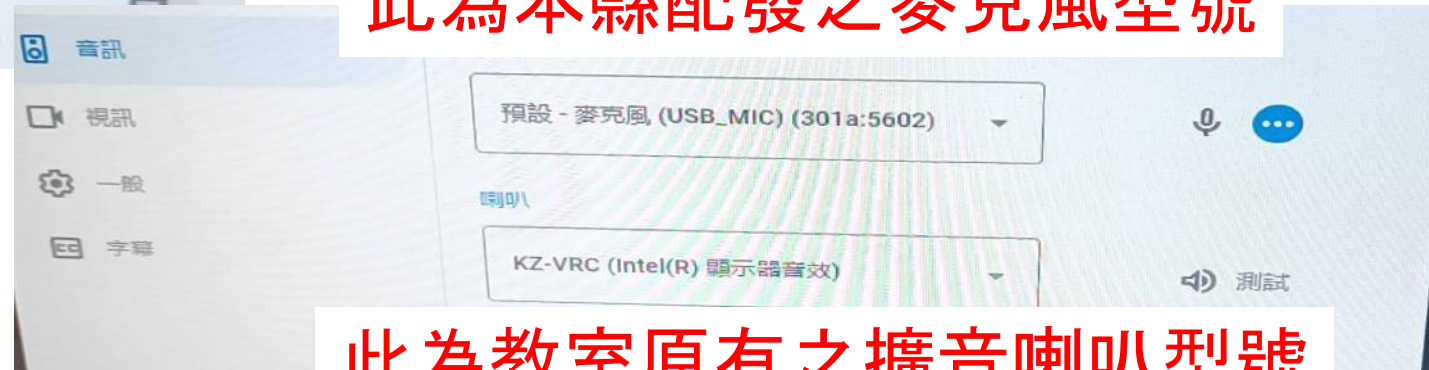 此為本縣配發之麥克風型號
音訊
預設 - 麥克風 (USB_MIC) (301a:5602)
視訊
一般
喇叭
字幕
KZ-VRC (Intel(R) 顯示器音效)
測試
此為教室原有之擴音喇叭型號